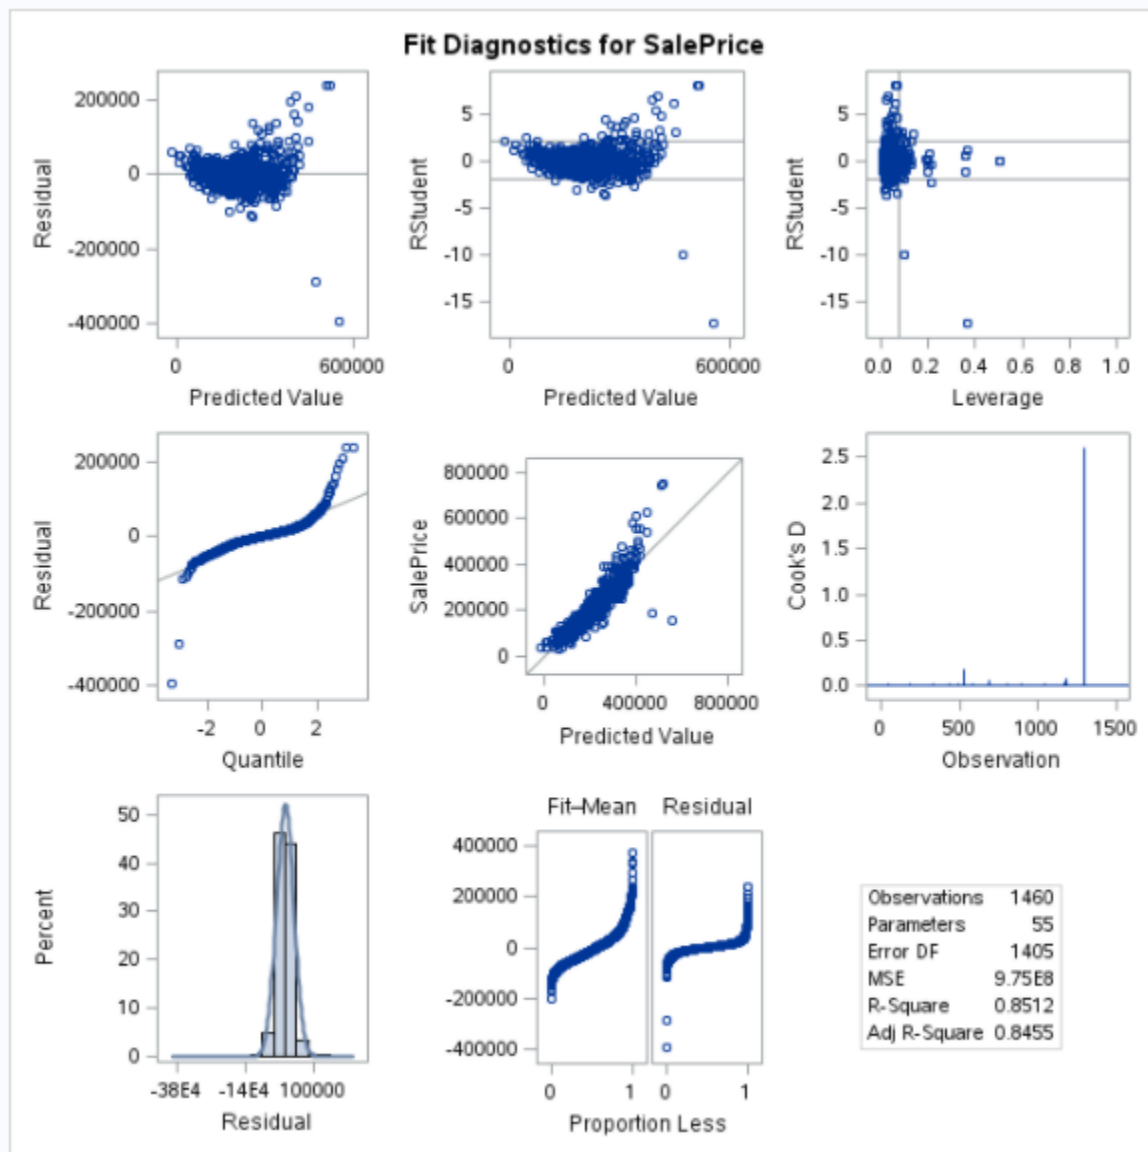 Fit Diagnostics for SalePrice
Residual
200000
0
-200000
-400000
0 600000
Predicted Value
RStudent
5
0
-5
-10
-15
0 600000
Predicted Value
RStudent
5
0
-5
-10
-15
0.0 0.2 0.4 0.6 0.8 1.0
Leverage
Residual
200000
0
-200000
-400000
-2 0 2
Quantile
SalePrice
800000
600000
400000
200000
0
0 400000 800000
Predicted Value
Cook's D
2.5
2.0
1.5
1.0
0.5
0.0
0 500 1000 1500
Observation
Percent
50
40
30
20
10
0
-38E4 -14E4 100000
Residual
Fit–Mean Residual
400000
200000
0
-200000
-400000
0 1 0 1
Proportion Less
Observations 1460
Parameters 55
Error DF 1405
MSE 9.75E8
R-Square 0.8512
Adj R-Square 0.8455